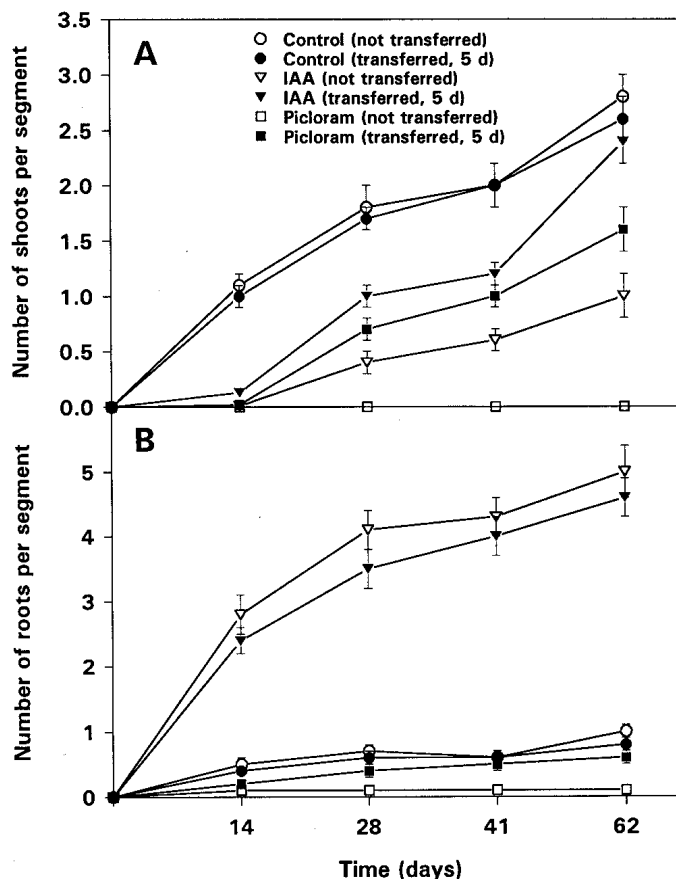 A
Control (not transferred)
Control (transferred, 5 d)
IAA (not transferred)
IAA (transferred, 5 d)
Picloram (not transferred)
Picloram (transferred, 5 d)
Number of shoots per segment
3.5
3.0
2.5
2.0
1.5
1.0
0.5
0.0
B
Number of roots per segment
5
4
3
2
1
0
14 28 41 62
Time (days)